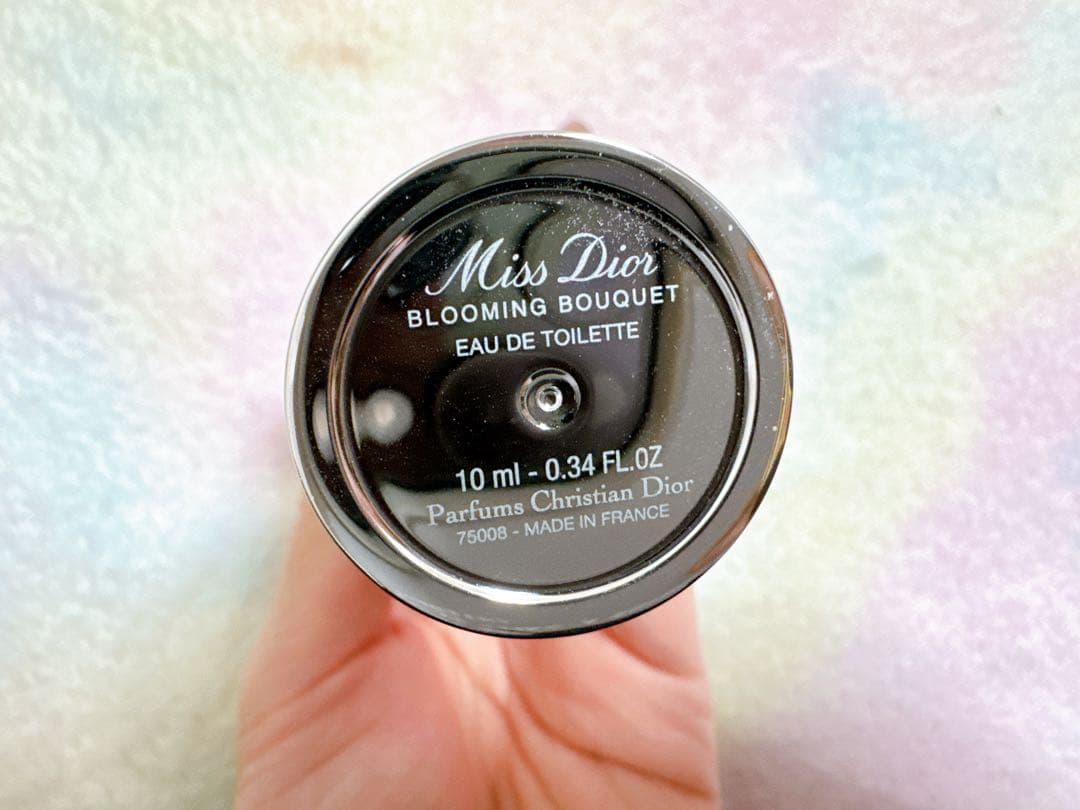 Miss Dior
BLOOMING BOUQUET
EAU DE TOILETTE
10 ml - 0.34 FL.OZ
Parfums Christian Dior
75008 - MADE IN FRANCE